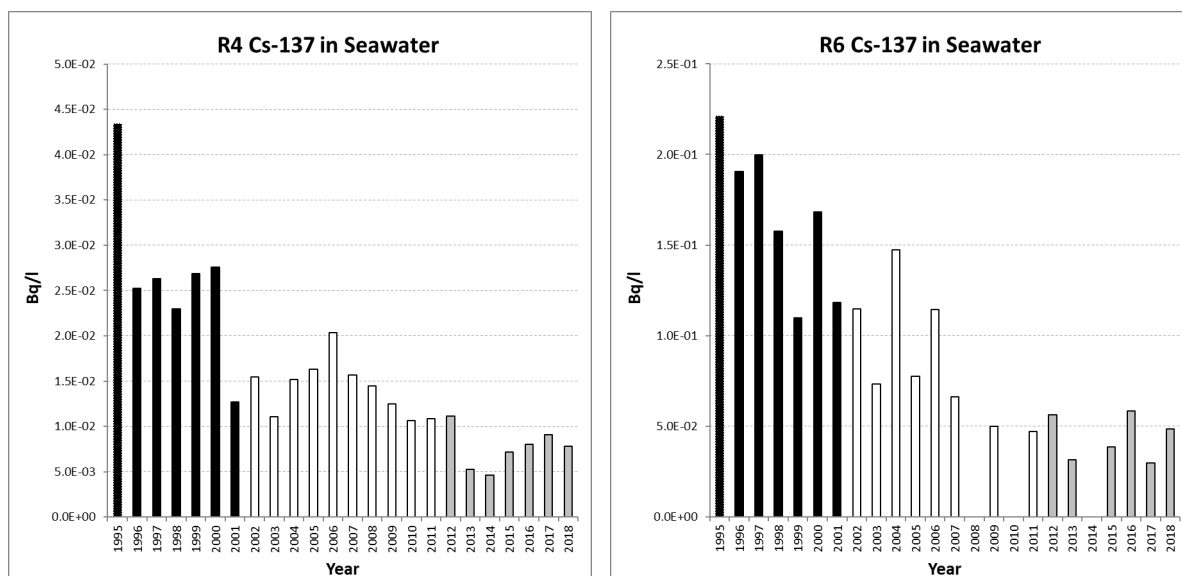 R4 Cs-137 in Seawater
5.0E-02
4.5E-02
4.0E-02
3.5E-02
3.0E-02
2.5E-02
2.0E-02
1.5E-02
1.0E-02
5.0E-03
0.0E+00
Bq/l
1995 1996 1997 1998 1999 2000 2001 2002 2003 2004 2005 2006 2007 2008 2009 2010 2011 2012 2013 2014 2015 2016 2017 2018
Year
R6 Cs-137 in Seawater
2.5E-01
2.0E-01
1.5E-01
1.0E-01
5.0E-02
0.0E+00
Bq/l
1995 1996 1997 1998 1999 2000 2001 2002 2003 2004 2005 2006 2007 2008 2009 2010 2011 2012 2013 2014 2015 2016 2017 2018
Year